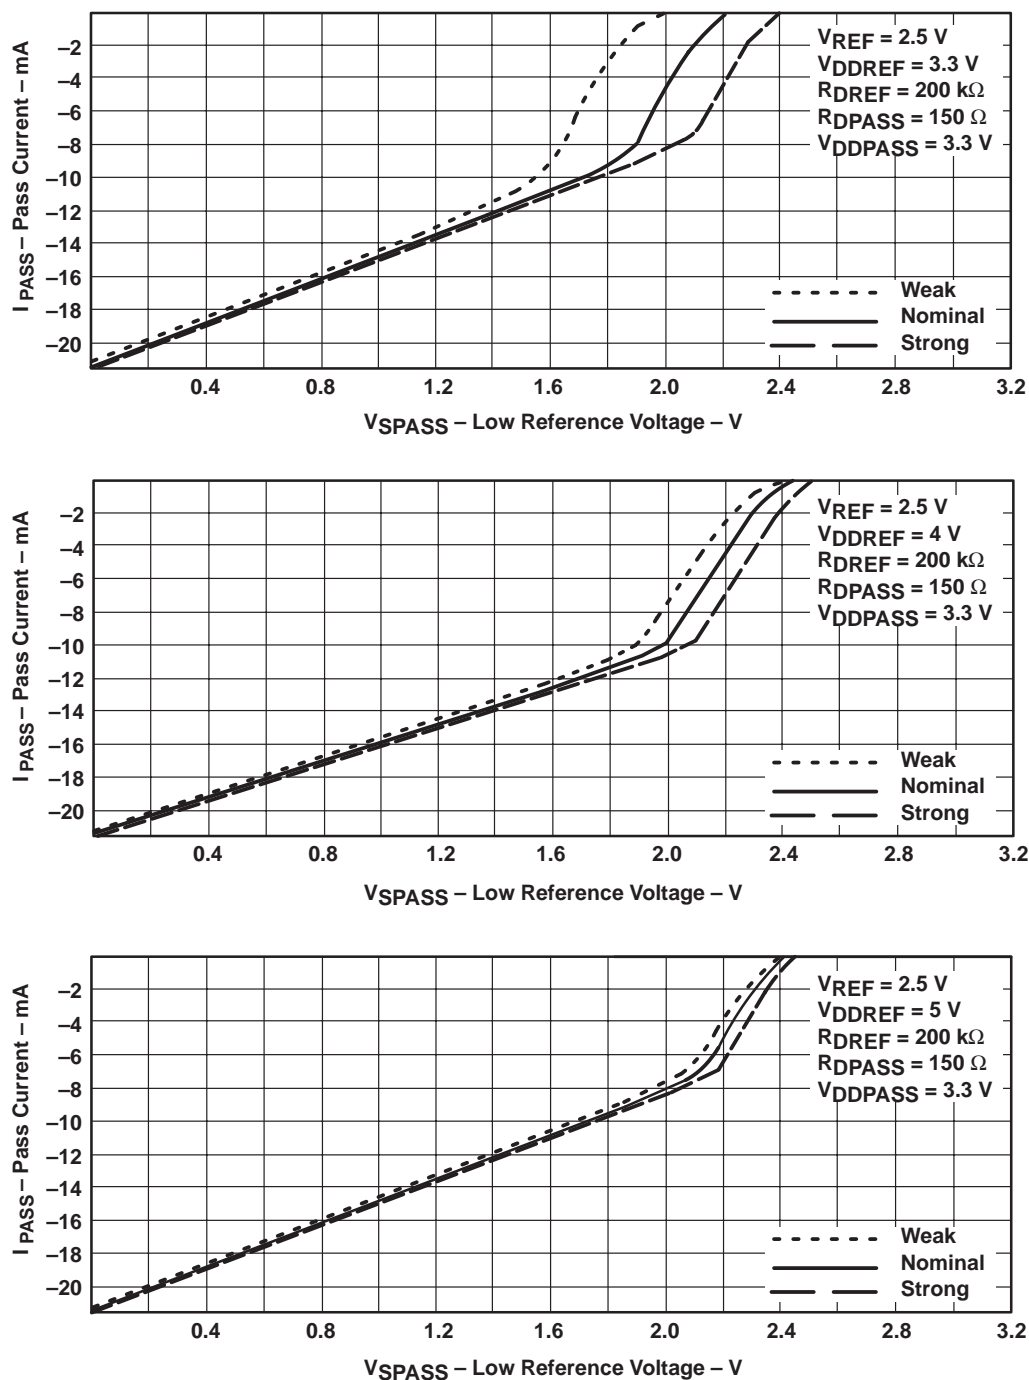 VREF = 2.5 V
VDDREF = 3.3 V
RDREF = 200 kΩ
RDPASS = 150 Ω
VDDPASS = 3.3 V
–2
–4
–6
–8
–10
–12
–14
–16
–18
–20
I PASS – Pass Current – mA
Weak
Nominal
Strong
0.4 0.8 1.2 1.6 2.0 2.4 2.8 3.2
VSPASS – Low Reference Voltage – V
VREF = 2.5 V
VDDREF = 4 V
RDREF = 200 kΩ
RDPASS = 150 Ω
VDDPASS = 3.3 V
–2
–4
–6
–8
–10
–12
–14
–16
–18
–20
I PASS – Pass Current – mA
Weak
Nominal
Strong
0.4 0.8 1.2 1.6 2.0 2.4 2.8 3.2
VSPASS – Low Reference Voltage – V
VREF = 2.5 V
VDDREF = 5 V
RDREF = 200 kΩ
RDPASS = 150 Ω
VDDPASS = 3.3 V
–2
–4
–6
–8
–10
–12
–14
–16
–18
–20
I PASS – Pass Current – mA
Weak
Nominal
Strong
0.4 0.8 1.2 1.6 2.0 2.4 2.8 3.2
VSPASS – Low Reference Voltage – V